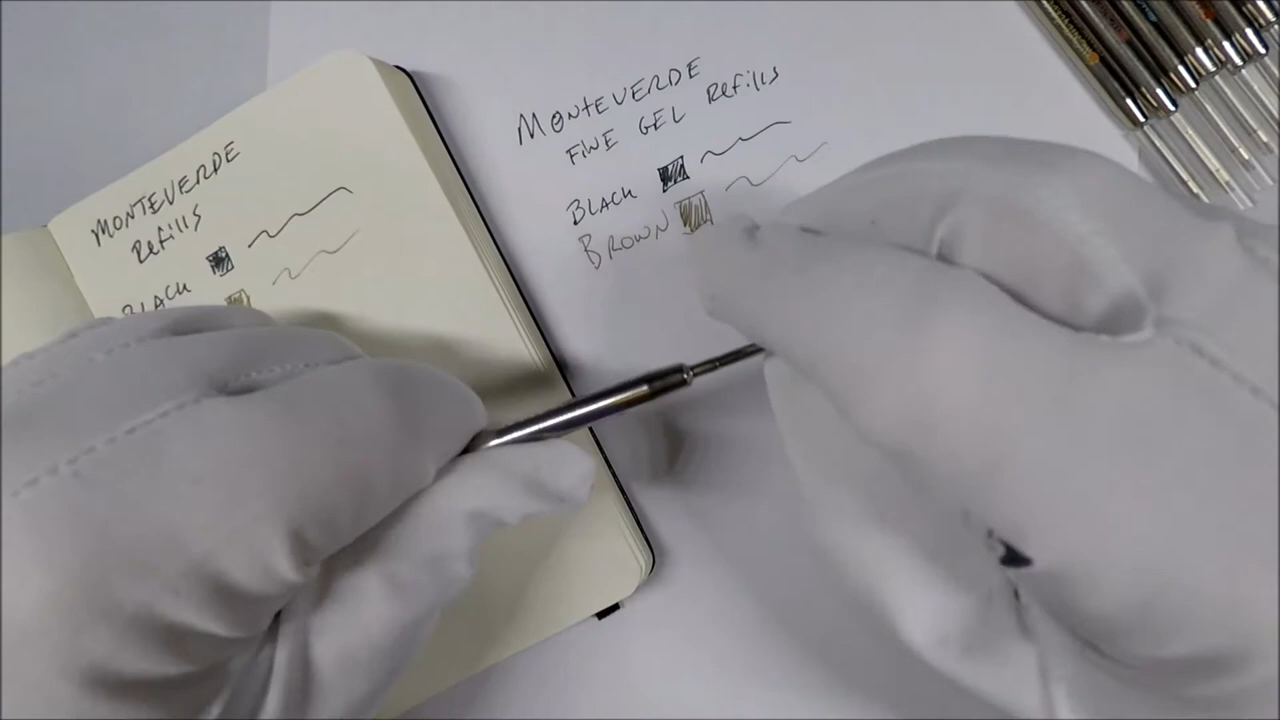 MONTEVERDE
Refills
BLACK
MONTEVERDE
FINE GEL Refills
BLACK
BROWN